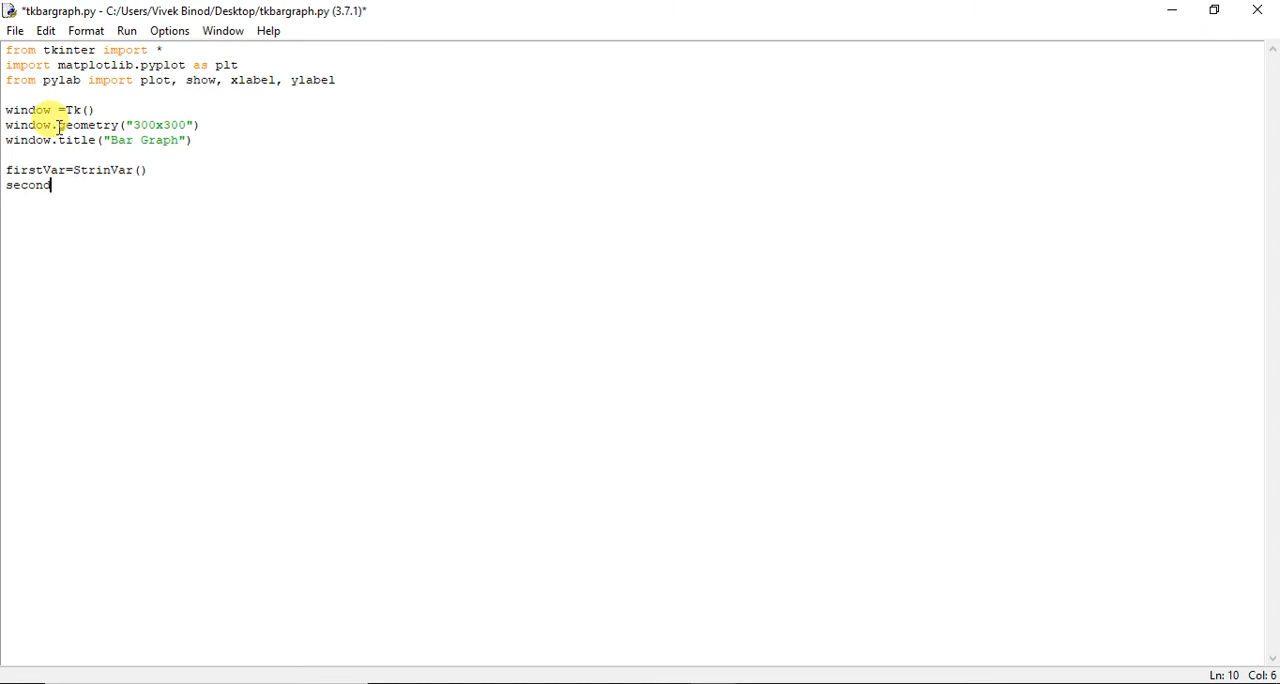 *tkbargraph.py - C:/Users/Vivek Binod/Desktop/tkbargraph.py (3.7.1)*
File Edit Format Run Options Window Help
from tkinter import *
import matplotlib.pyplot as plt
from pylab import plot, show, xlabel, ylabel
window =Tk()
window.geometry("300x300")
window.title("Bar Graph")
firstVar=StrinVar()
second
Ln: 10 Col: 6